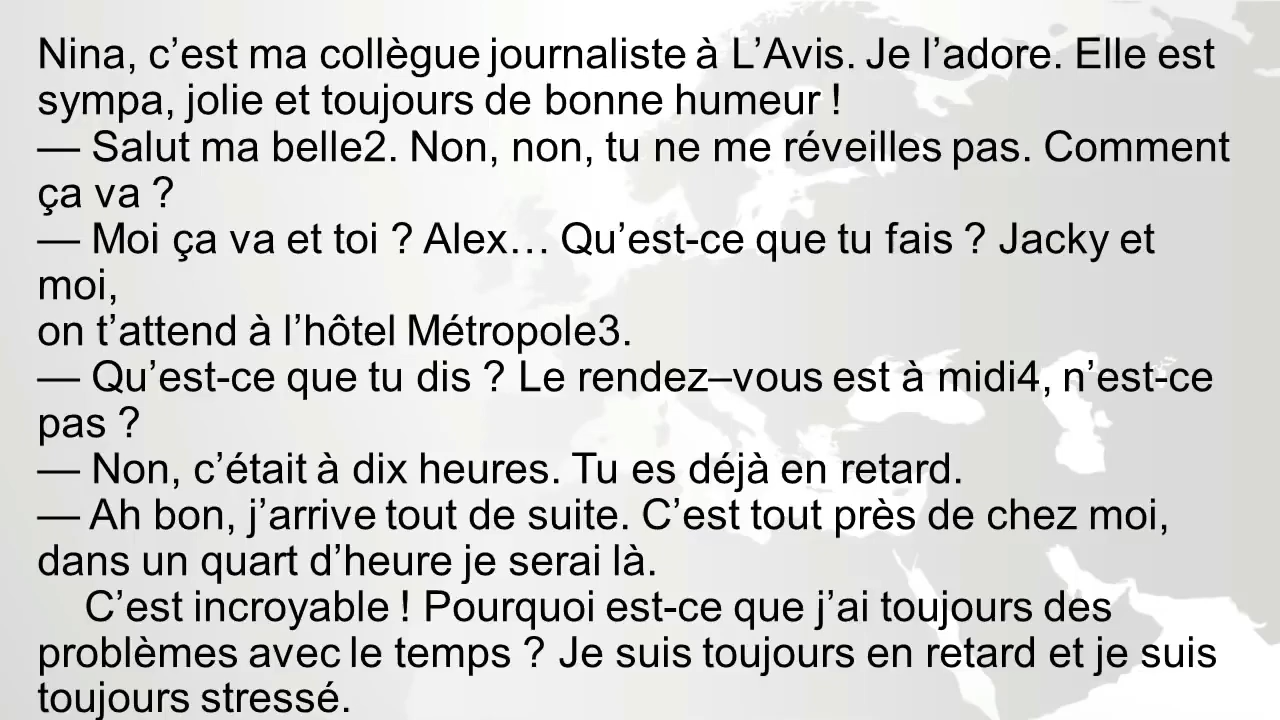 Nina, c’est ma collègue journaliste à L’Avis. Je l’adore. Elle est
sympa, jolie et toujours de bonne humeur !
— Salut ma belle2. Non, non, tu ne me réveilles pas. Comment
ça va ?
— Moi ça va et toi ? Alex… Qu’est-ce que tu fais ? Jacky et
moi,
on t’attend à l’hôtel Métropole3.
— Qu’est-ce que tu dis ? Le rendez–vous est à midi4, n’est-ce
pas ?
— Non, c’était à dix heures. Tu es déjà en retard.
— Ah bon, j’arrive tout de suite. C’est tout près de chez moi,
dans un quart d’heure je serai là.
C’est incroyable ! Pourquoi est-ce que j’ai toujours des
problèmes avec le temps ? Je suis toujours en retard et je suis
toujours stressé.